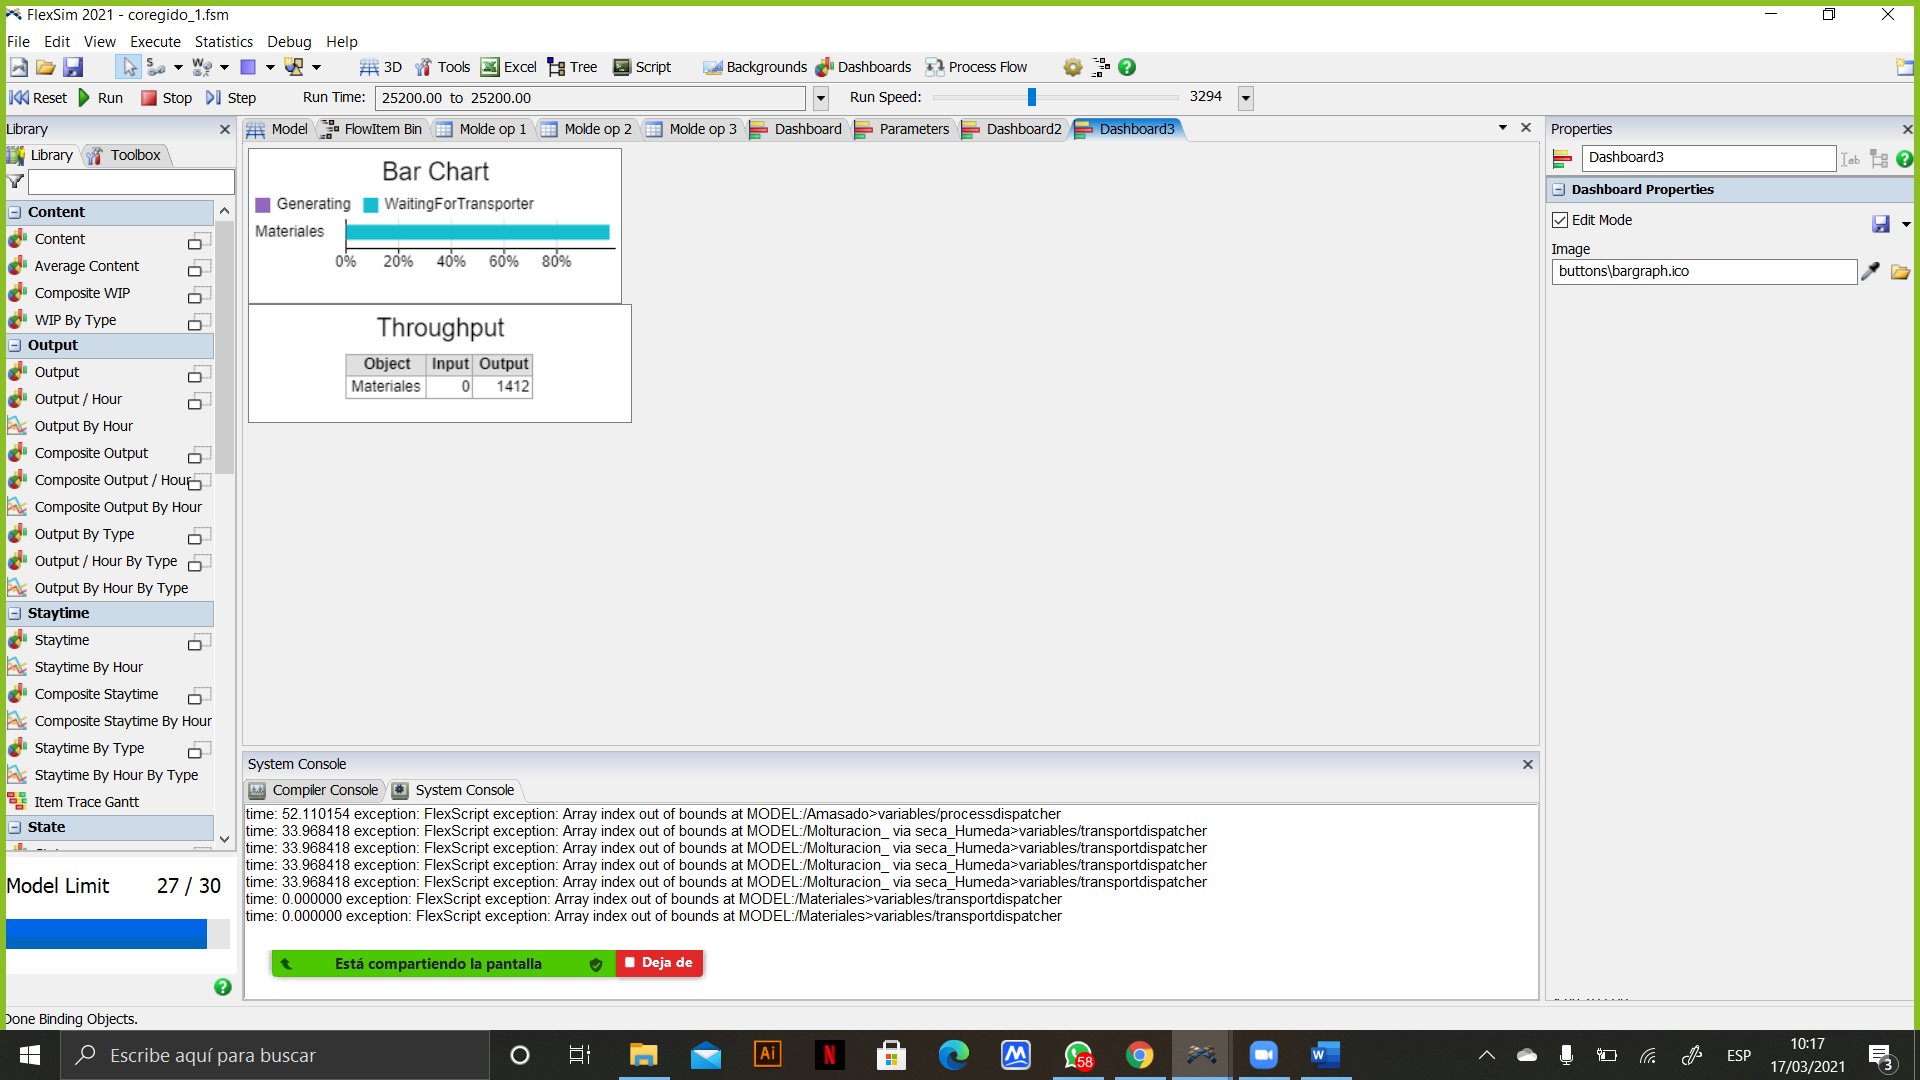 FlexSim 2021 - coregido_1.fsm
File Edit View Execute Statistics Debug Help
3D Tools Excel Tree Script Backgrounds Dashboards Process Flow
Reset Run Stop Step Run Time: 25200.00 to 25200.00 Run Speed: 3294
Library
Library Toolbox
Content
Content
Average Content
Composite WIP
WIP By Type
Output
Output
Output / Hour
Output By Hour
Composite Output
Composite Output / Hour
Composite Output By Hour
Output By Type
Output / Hour By Type
Output By Hour By Type
Staytime
Staytime
Staytime By Hour
Composite Staytime
Composite Staytime By Hour
Staytime By Type
Staytime By Hour By Type
Item Trace Gantt
State
Model Limit 27 / 30
Model FlowItem Bin Molde op 1 Molde op 2 Molde op 3 Dashboard Parameters Dashboard2 Dashboard3
Bar Chart
Generating WaitingForTransporter
Materiales
0% 20% 40% 60% 80%
Throughput
Object Input Output
Materiales 0 1412
Properties
Dashboard3
Dashboard Properties
Edit Mode
Image
buttons\bargraph.ico
System Console
Compiler Console System Console
time: 52.110154 exception: FlexScript exception: Array index out of bounds at MODEL:/Amasado>variables/processdispatcher
time: 33.968418 exception: FlexScript exception: Array index out of bounds at MODEL:/Molturacion_ via seca_Humeda>variables/transportdispatcher
time: 33.968418 exception: FlexScript exception: Array index out of bounds at MODEL:/Molturacion_ via seca_Humeda>variables/transportdispatcher
time: 33.968418 exception: FlexScript exception: Array index out of bounds at MODEL:/Molturacion_ via seca_Humeda>variables/transportdispatcher
time: 33.968418 exception: FlexScript exception: Array index out of bounds at MODEL:/Molturacion_ via seca_Humeda>variables/transportdispatcher
time: 0.000000 exception: FlexScript exception: Array index out of bounds at MODEL:/Materiales>variables/transportdispatcher
time: 0.000000 exception: FlexScript exception: Array index out of bounds at MODEL:/Materiales>variables/transportdispatcher
Está compartiendo la pantalla Deja de
Done Binding Objects.
Escribe aquí para buscar
Ai
N
58
W
ESP
10:17
17/03/2021
3